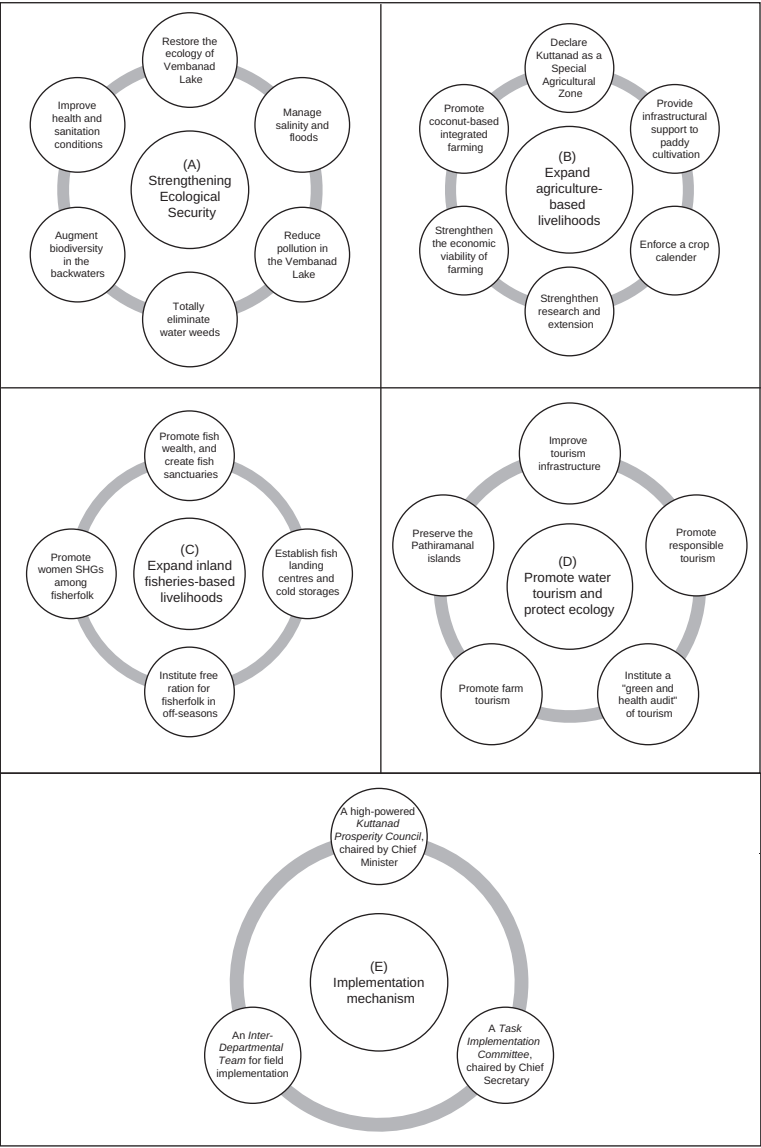 (A)
Strengthening
Ecological
Security
Restore the
ecology of
Vembanad
Lake
Manage
salinity and
floods
Reduce
pollution in
the Vembanad
Lake
Totally
eliminate
water weeds
Augment
biodiversity
in the
backwaters
Improve
health and
sanitation
conditions
(B)
Expand
agriculture-
based
livelihoods
Declare
Kuttanad as a
Special
Agricultural
Zone
Provide
infrastructural
support to
paddy
cultivation
Enforce a crop
calender
Strenghthen
research and
extension
Strenghthen
the economic
viability of
farming
Promote
coconut-based
integrated
farming
(C)
Expand inland
fisheries-based
livelihoods
Promote fish
wealth, and
create fish
sanctuaries
Establish fish
landing
centres and
cold storages
Institute free
ration for
fisherfolk in
off-seasons
Promote
women SHGs
among
fisherfolk
(D)
Promote water
tourism and
protect ecology
Improve
tourism
infrastructure
Promote
responsible
tourism
Institute a
"green and
health audit"
of tourism
Promote farm
tourism
Preserve the
Pathiramanal
islands
(E)
Implementation
mechanism
A high-powered
Kuttanad
Prosperity Council,
chaired by Chief
Minister
A Task
Implementation
Committee,
chaired by Chief
Secretary
An Inter-
Departmental
Team for field
implementation